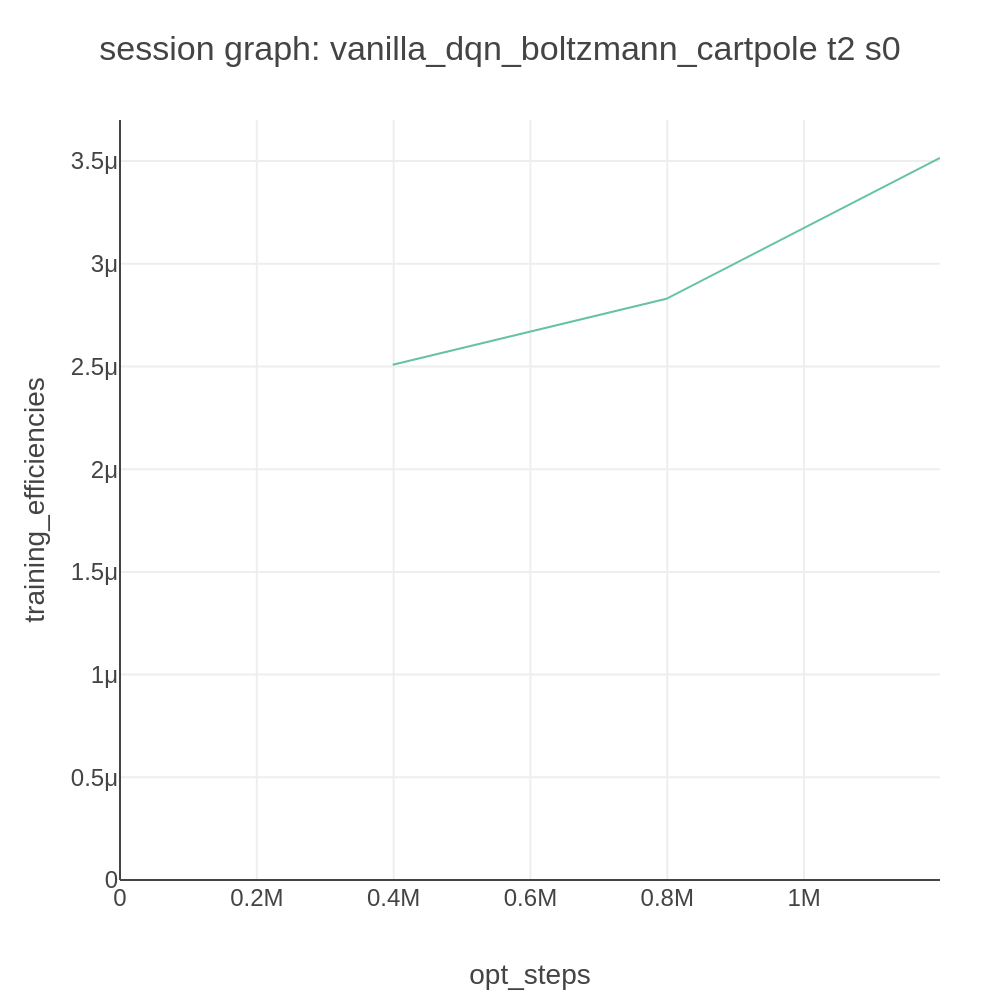 session graph: vanilla_dqn_boltzmann_cartpole t2 s0
3.5μ
3μ
2.5μ
2μ
1.5μ
1μ
0.5μ
0
training_efficiencies
0 0.2M 0.4M 0.6M 0.8M 1M
opt_steps